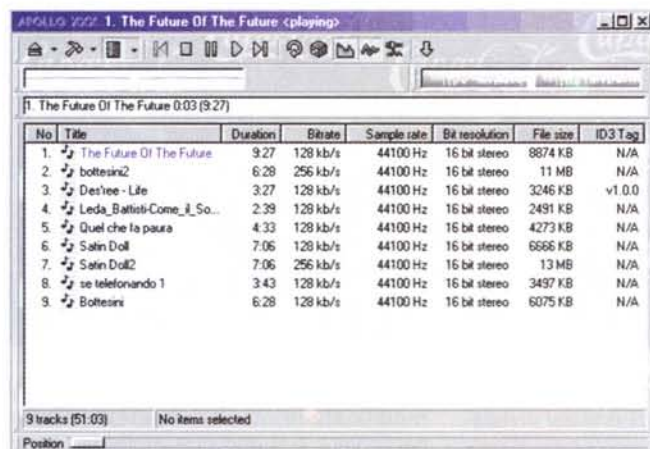 APOLLO XXX 1. The Future Of The Future <playing>
1. The Future Of The Future 0:03 (9:27)
No Title Duration Bitrate Sample rate Bit resolution File size ID3 Tag
1. The Future Of The Future 9:27 128 kb/s 44100 Hz 16 bit stereo 8874 KB N/A
2. bottesini2 6:28 256 kb/s 44100 Hz 16 bit stereo 11 MB N/A
3. Des'ree - Life 3:27 128 kb/s 44100 Hz 16 bit stereo 3246 KB v1.0.0
4. Leda_Battisti-Come_il_So... 2:39 128 kb/s 44100 Hz 16 bit stereo 2491 KB N/A
5. Quel che fa paura 4:33 128 kb/s 44100 Hz 16 bit stereo 4273 KB N/A
6. Satin Doll 7:06 128 kb/s 44100 Hz 16 bit stereo 6666 KB N/A
7. Satin Doll2 7:06 256 kb/s 44100 Hz 16 bit stereo 13 MB N/A
8. se telefonando 1 3:43 128 kb/s 44100 Hz 16 bit stereo 3497 KB N/A
9. Bottesini 6:28 128 kb/s 44100 Hz 16 bit stereo 6075 KB N/A
9 tracks (51:03) No items selected
Position